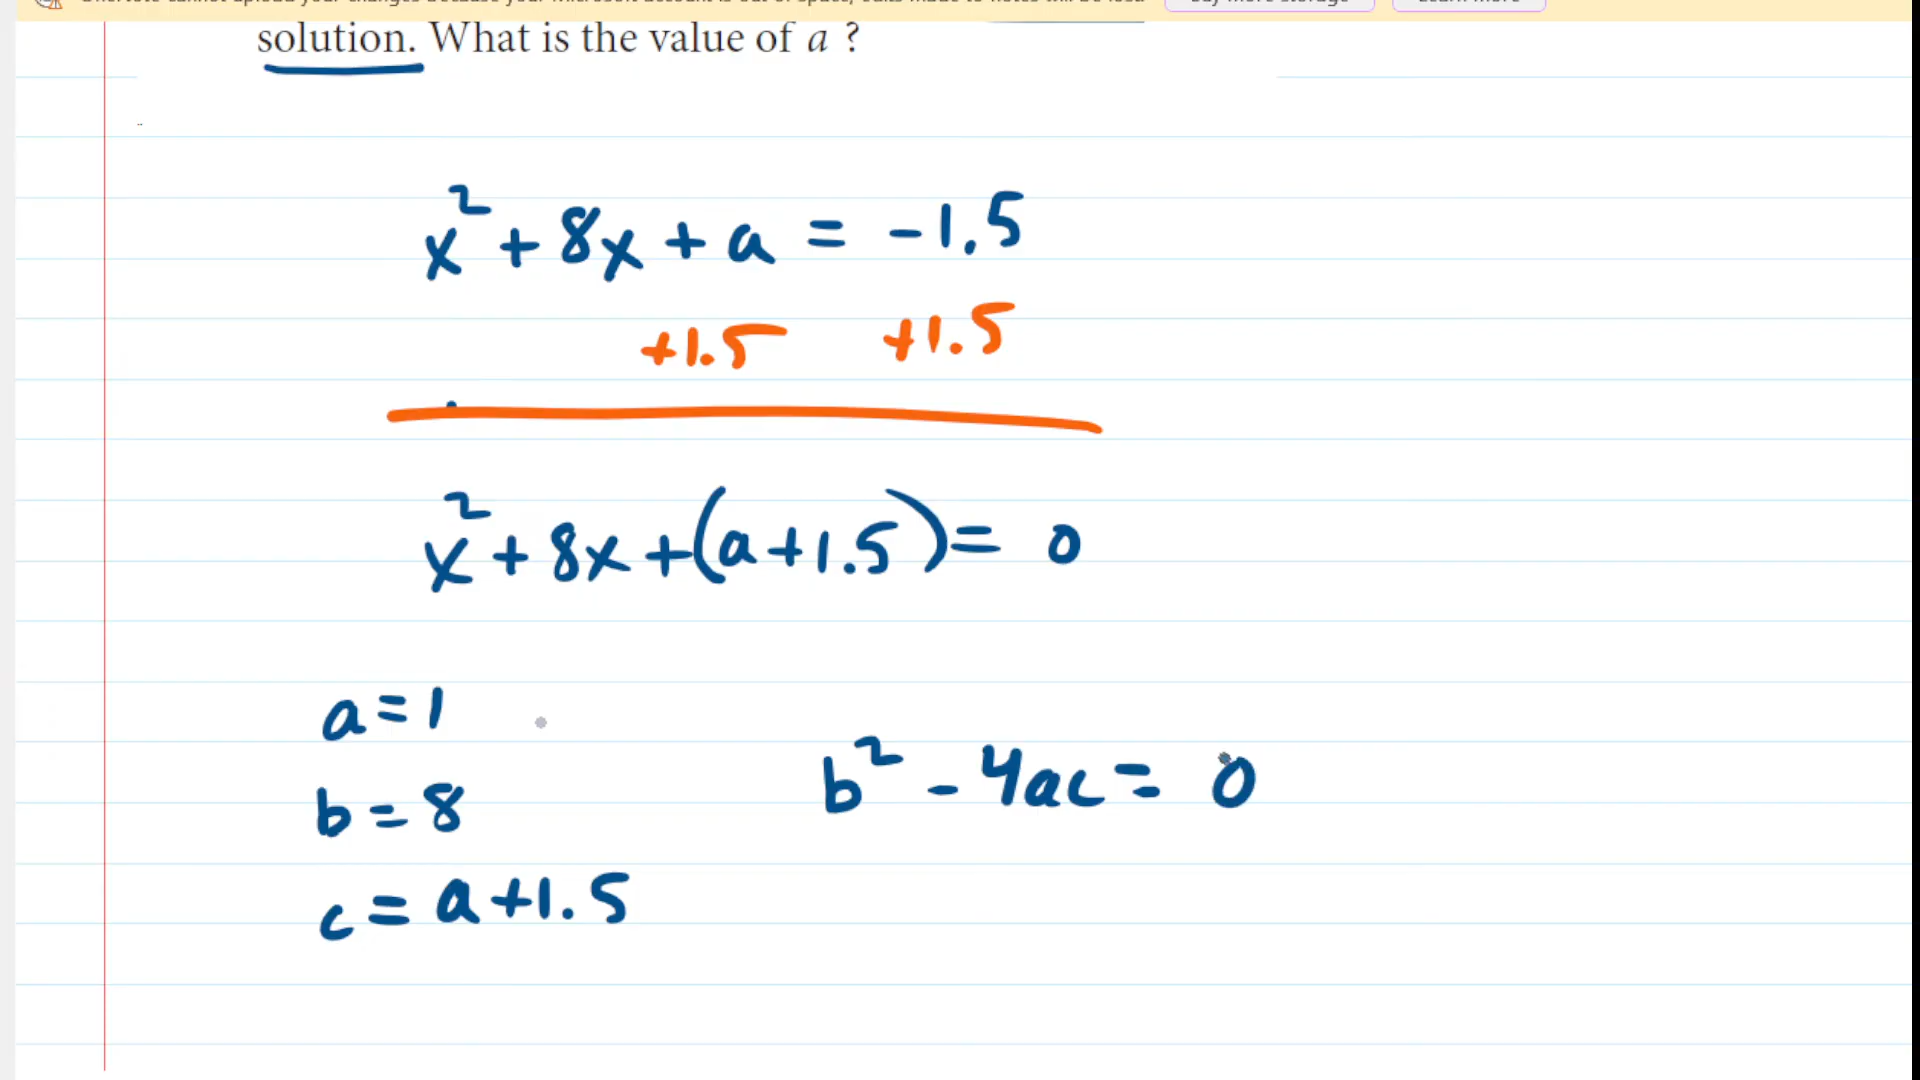 solution. What is the value of a ?
x² + 8x + a = -1.5
+1.5 +1.5
x² + 8x + (a+1.5) = 0
a = 1
b = 8
b² - 4ac = 0
c = a+1.5